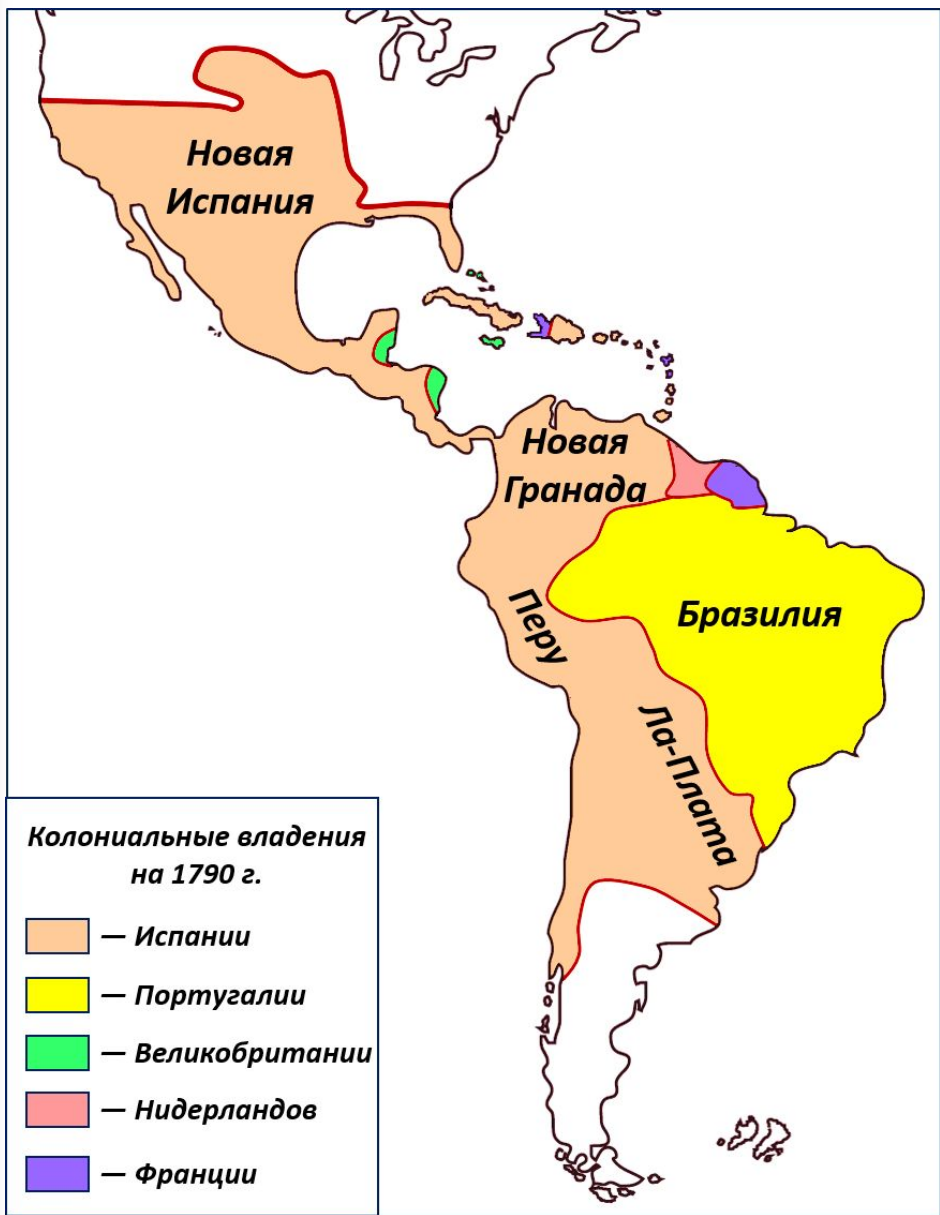 Новая
Испания
Новая
Гранада
Перу
Бразилия
Ла-Плата
Колониальные владения
на 1790 г.
— Испании
— Португалии
— Великобритании
— Нидерландов
— Франции